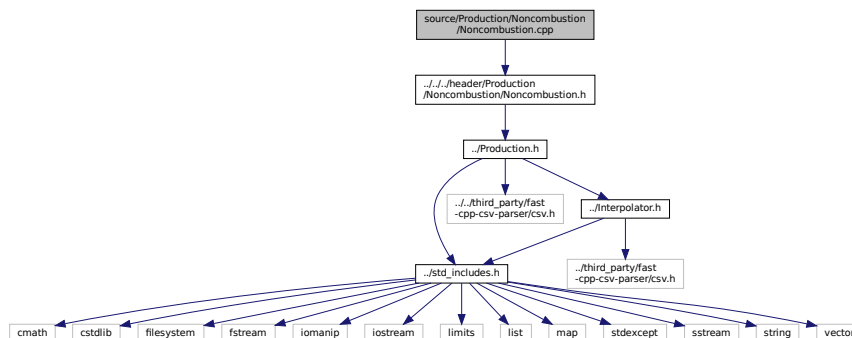 source/Production/Noncombustion
/Noncombustion.cpp
../../../header/Production
/Noncombustion/Noncombustion.h
../Production.h
../../third_party/fast
-cpp-csv-parser/csv.h
../Interpolator.h
../std_includes.h
../third_party/fast
-cpp-csv-parser/csv.h
cmath
cstdlib
filesystem
fstream
iomanip
iostream
limits
list
map
stdexcept
sstream
string
vector